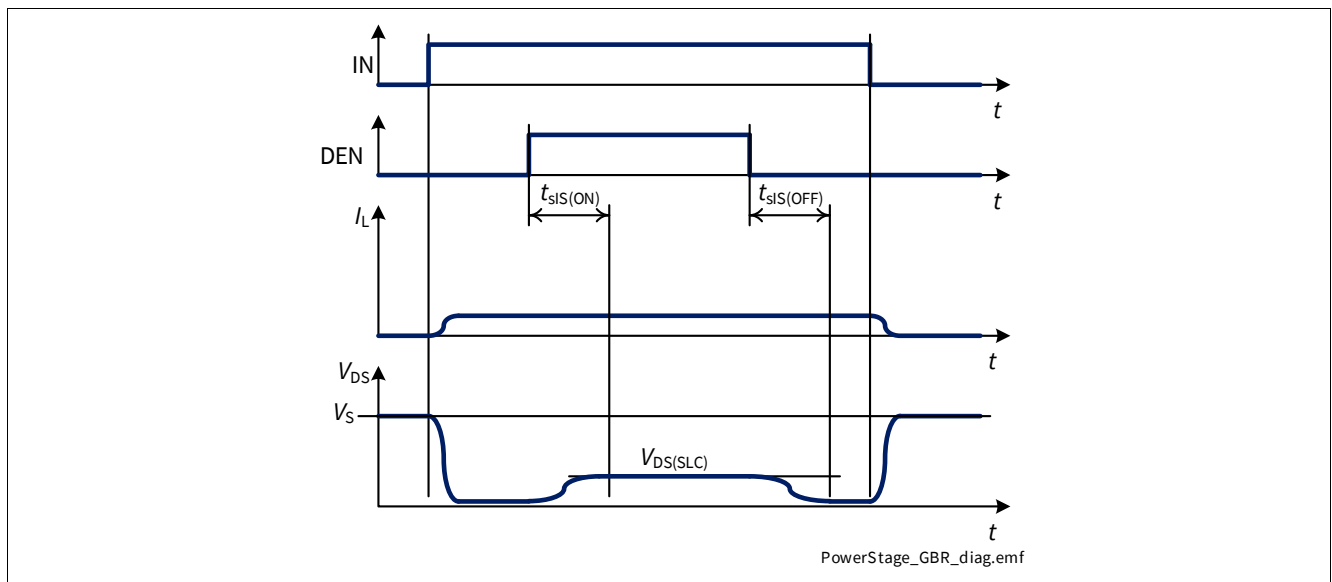 IN
t
DEN
t
tsIS(ON)
tsIS(OFF)
IL
t
VDS
VS
VDS(SLC)
t
PowerStage_GBR_diag.emf